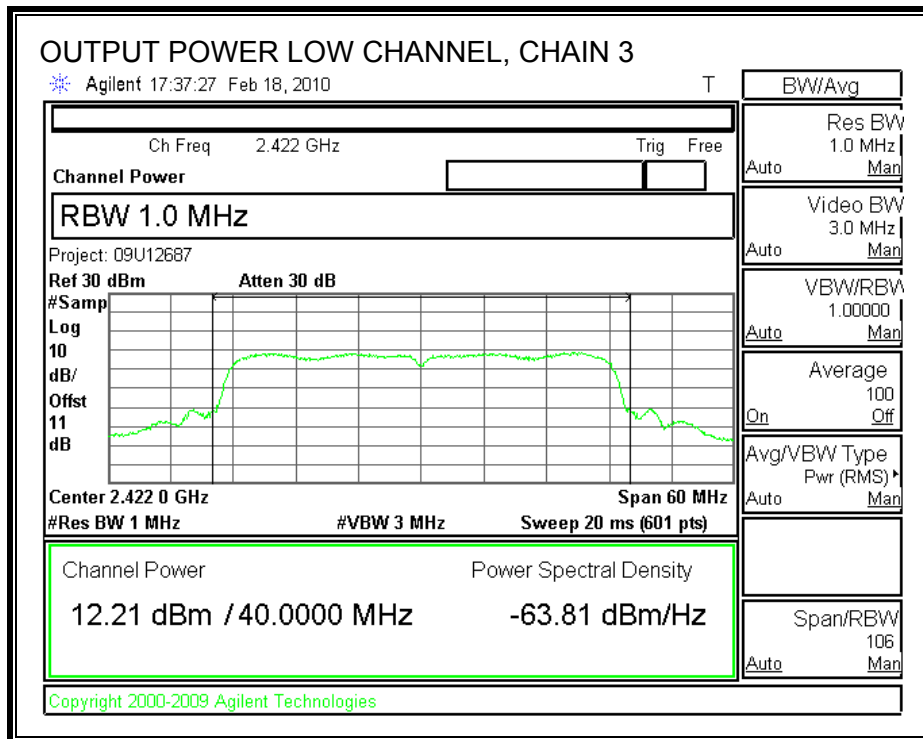 OUTPUT POWER LOW CHANNEL, CHAIN 3
Agilent 17:37:27 Feb 18, 2010 T
Ch Freq 2.422 GHz Trig Free
Channel Power
RBW 1.0 MHz
Project: 09U12687
Ref 30 dBm Atten 30 dB
#Samp
Log
10
dB/
Offst
11
dB
Center 2.422 0 GHz Span 60 MHz
#Res BW 1 MHz #VBW 3 MHz Sweep 20 ms (601 pts)
Channel Power Power Spectral Density
12.21 dBm / 40.0000 MHz -63.81 dBm/Hz
Copyright 2000-2009 Agilent Technologies
BW/Avg
Res BW
1.0 MHz
Auto Man
Video BW
3.0 MHz
Auto Man
VBW/RBW
1.00000
Auto Man
Average
100
On Off
Avg/VBW Type
Pwr (RMS)
Auto Man
Span/RBW
106
Auto Man